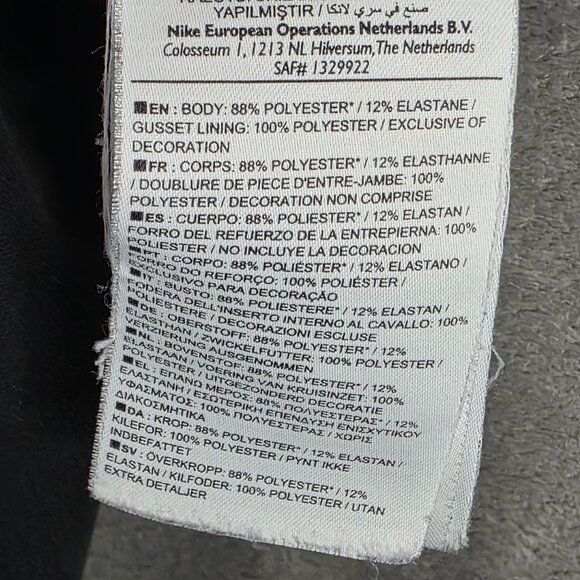 YAPILMIŞTIR / صنع في سري لانكا /
Nike European Operations Netherlands B.V.
Colosseum 1, 1213 NL Hilversum, The Netherlands
SAF# 1329922
EN : BODY: 88% POLYESTER* / 12% ELASTANE /
GUSSET LINING: 100% POLYESTER / EXCLUSIVE OF
DECORATION
FR : CORPS: 88% POLYESTER* / 12% ELASTHANNE
/ DOUBLURE DE PIECE D'ENTRE-JAMBE: 100%
POLYESTER / DECORATION NON COMPRISE
ES : CUERPO: 88% POLIESTER* / 12% ELASTAN /
FORRO DEL REFUERZO DE LA ENTREPIERNA: 100%
POLIESTER / NO INCLUYE LA DECORACION
PT : CORPO: 88% POLIÉSTER* / 12% ELASTANO /
FORRO DO REFORÇO: 100% POLIÉSTER /
EXCLUSIVO PARA DECORAÇÃO
IT : BUSTO: 88% POLIESTERE* / 12% ELASTAN /
FODERA DELL'INSERTO INTERNO AL CAVALLO: 100%
POLIESTERE / DECORAZIONI ESCLUSE
DE : OBERSTOFF: 88% POLYESTER* / 12%
ELASTHAN / ZWICKELFUTTER: 100% POLYESTER /
VERZIERUNG AUSGENOMMEN
NL : BOVENSTOF: 88% POLYESTER* / 12%
ELASTAAN / VOERING VAN KRUISINZET: 100%
POLYESTER / UITGEZONDERD DECORATIE
EL : ΕΠΑΝΩ ΜΕΡΟΣ: 88% ΠΟΛΥΕΣΤΕΡΑΣ* / 12%
ΕΛΑΣΤΑΝΗ / ΕΣΩΤΕΡΙΚΗ ΕΠΕΝΔΥΣΗ ΕΝΙΣΧΥΤΙΚΟΥ
ΥΦΑΣΜΑΤΟΣ: 100% ΠΟΛΥΕΣΤΕΡΑΣ / ΧΩΡΙΣ
ΔΙΑΚΟΣΜΗΤΙΚΑ
DA : KROP: 88% POLYESTER* / 12% ELASTAN /
KILEFOR: 100% POLYESTER / PYNT IKKE
INDBEFATTET
SV : ÖVERKROPP: 88% POLYESTER* / 12%
ELASTAN / KILFODER: 100% POLYESTER / UTAN
EXTRA DETALJER